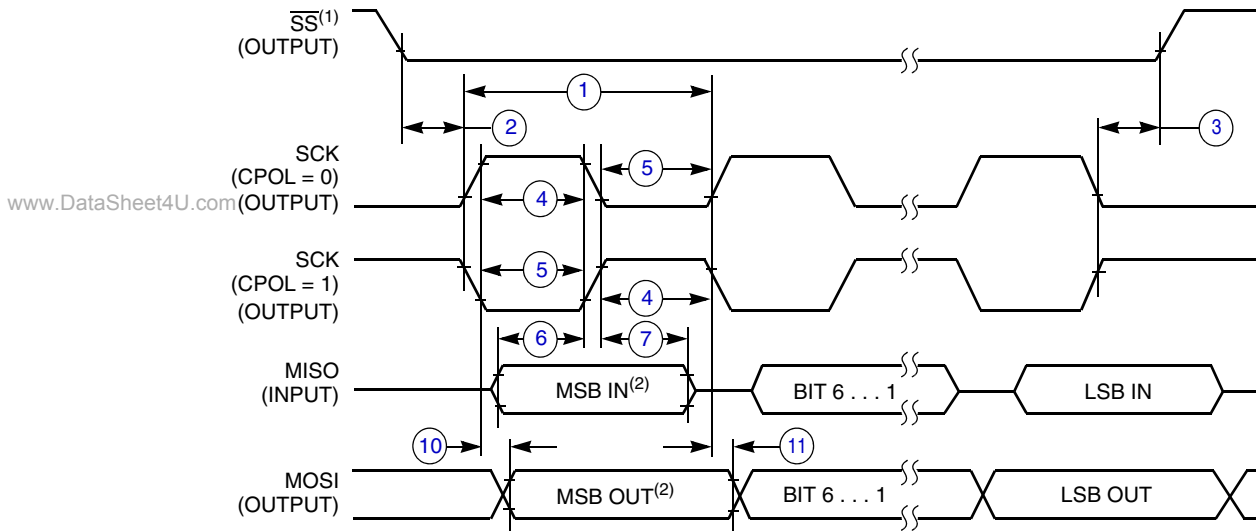 SS(1)
(OUTPUT)
1
2
3
SCK
(CPOL = 0)
(OUTPUT)
5
4
www.DataSheet4U.com
SCK
(CPOL = 1)
(OUTPUT)
5
4
6
7
MISO
(INPUT)
MSB IN(2)
BIT 6 . . . 1
LSB IN
10
11
MOSI
(OUTPUT)
MSB OUT(2)
BIT 6 . . . 1
LSB OUT